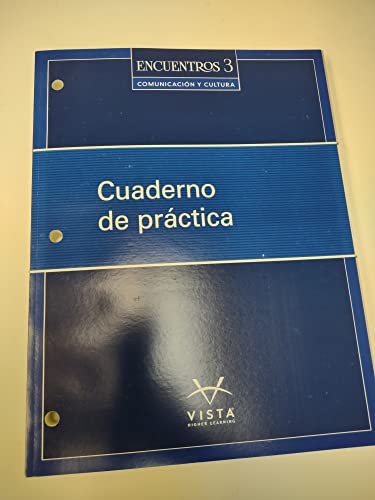 ENCUENTROS 3
COMUNICACIÓN Y CULTURA
Cuaderno
de práctica
VISTA
HIGHER LEARNING